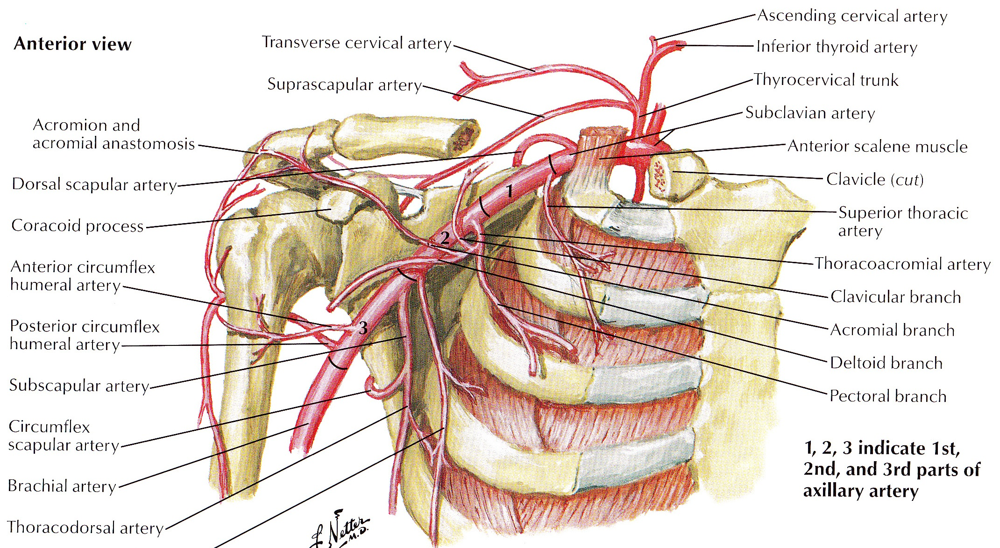 Anterior view
Transverse cervical artery
Suprascapular artery
Acromion and
acromial anastomosis
Dorsal scapular artery
Coracoid process
Anterior circumflex
humeral artery
Posterior circumflex
humeral artery
Subscapular artery
Circumflex
scapular artery
Brachial artery
Thoracodorsal artery
Ascending cervical artery
Inferior thyroid artery
Thyrocervical trunk
Subclavian artery
Anterior scalene muscle
Clavicle (cut)
Superior thoracic
artery
Thoracoacromial artery
Clavicular branch
Acromial branch
Deltoid branch
Pectoral branch
1
2
3
1, 2, 3 indicate 1st,
2nd, and 3rd parts of
axillary artery
F. Netter
M.D.